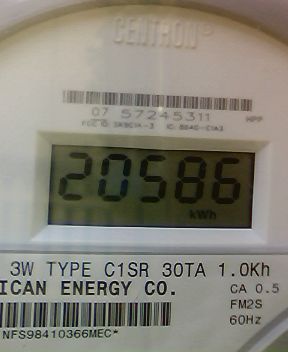 CENTRON®
07 57245311 HPP
20586
kWh
3W TYPE C1SR 30TA 1.0Kh
ICAN ENERGY CO. CA 0.5
FM2S
60Hz
NFS98410366MEC*